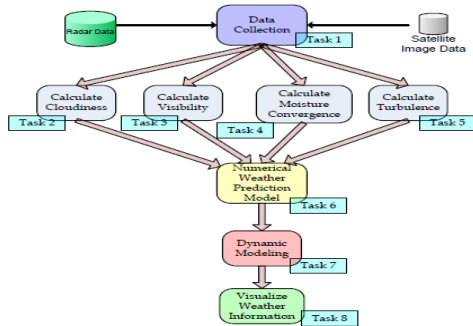 Radar Data
Data
Collection
Task 1
Satellite
Image Data
Calculate
Cloudiness
Task 2
Calculate
Visibility
Task 3
Calculate
Moisture
Convergence
Task 4
Calculate
Turbulence
Task 5
Numerical
Weather
Prediction
Model
Task 6
Dynamic
Modeling
Task 7
Visualize
Weather
Information
Task 8